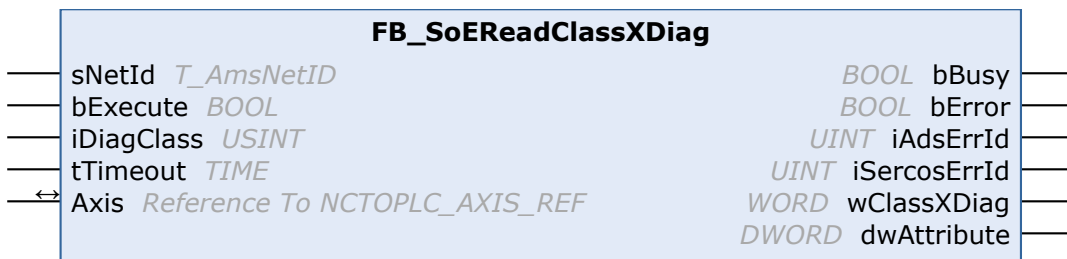 FB_SoEReadClassXDiag
sNetId T_AmsNetID BOOL bBusy
bExecute BOOL BOOL bError
iDiagClass USINT UINT iAdsErrId
tTimeout TIME UINT iSercosErrId
↔ Axis Reference To NCTOPLC_AXIS_REF WORD wClassXDiag
DWORD dwAttribute